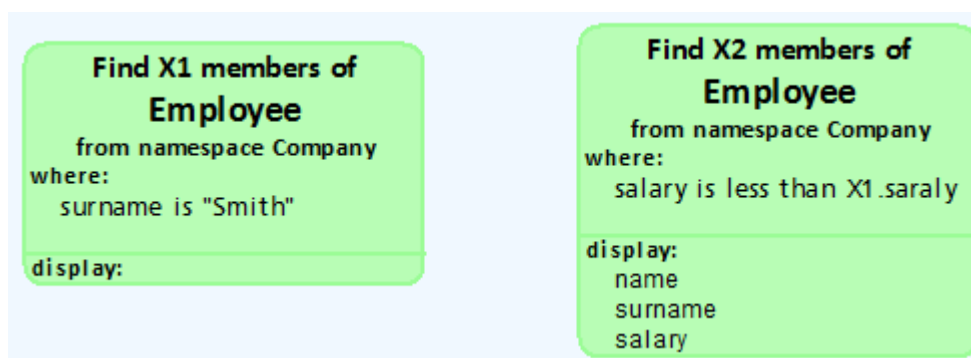 Find X1 members of
Employee
from namespace Company
where:
surname is "Smith"
display:
Find X2 members of
Employee
from namespace Company
where:
salary is less than X1.saraly
display:
name
surname
salary